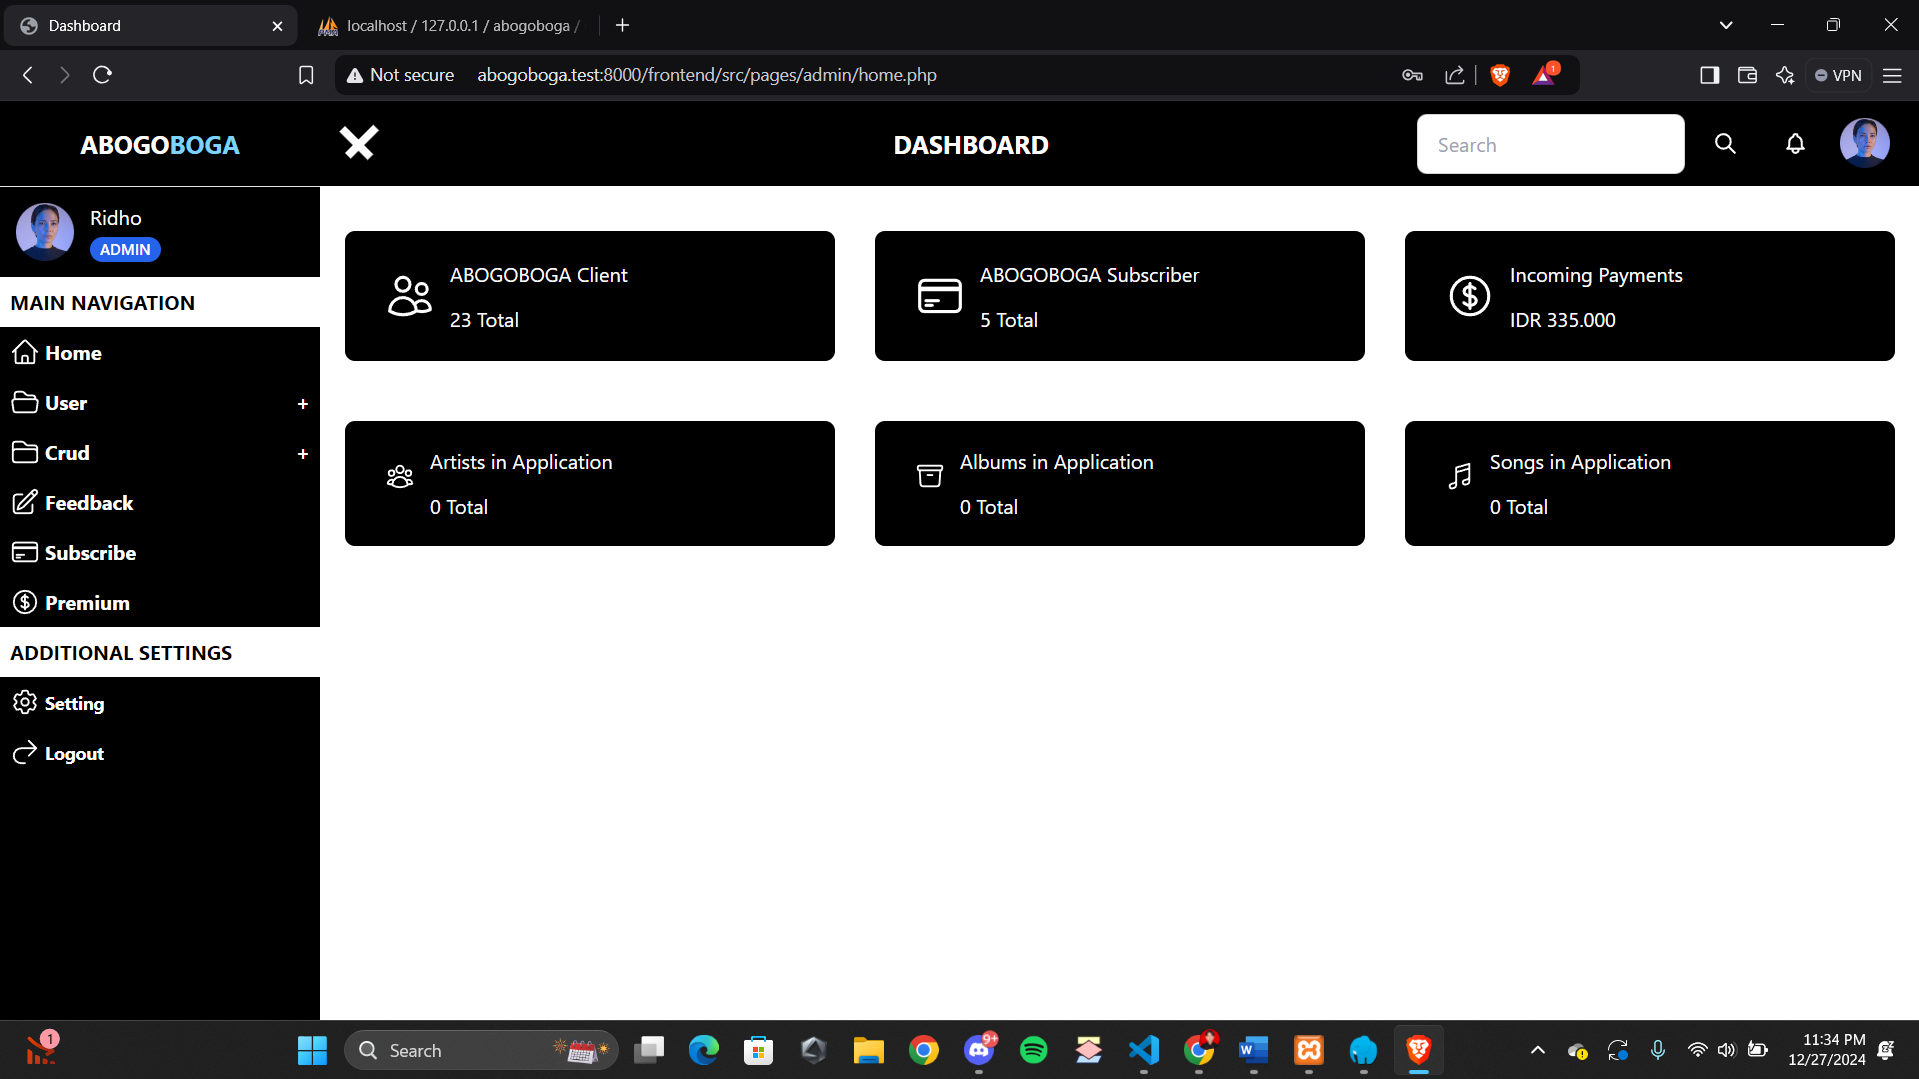 Dashboard
localhost / 127.0.0.1 / abogoboga /
Not secure abogoboga.test:8000/frontend/src/pages/admin/home.php
1
VPN
ABOGOBOGA
DASHBOARD
Search
Ridho
ADMIN
MAIN NAVIGATION
Home
User +
Crud +
Feedback
Subscribe
Premium
ADDITIONAL SETTINGS
Setting
Logout
ABOGOBOGA Client
23 Total
ABOGOBOGA Subscriber
5 Total
Incoming Payments
IDR 335.000
Artists in Application
0 Total
Albums in Application
0 Total
Songs in Application
0 Total
1
Search
9+
11:34 PM
12/27/2024